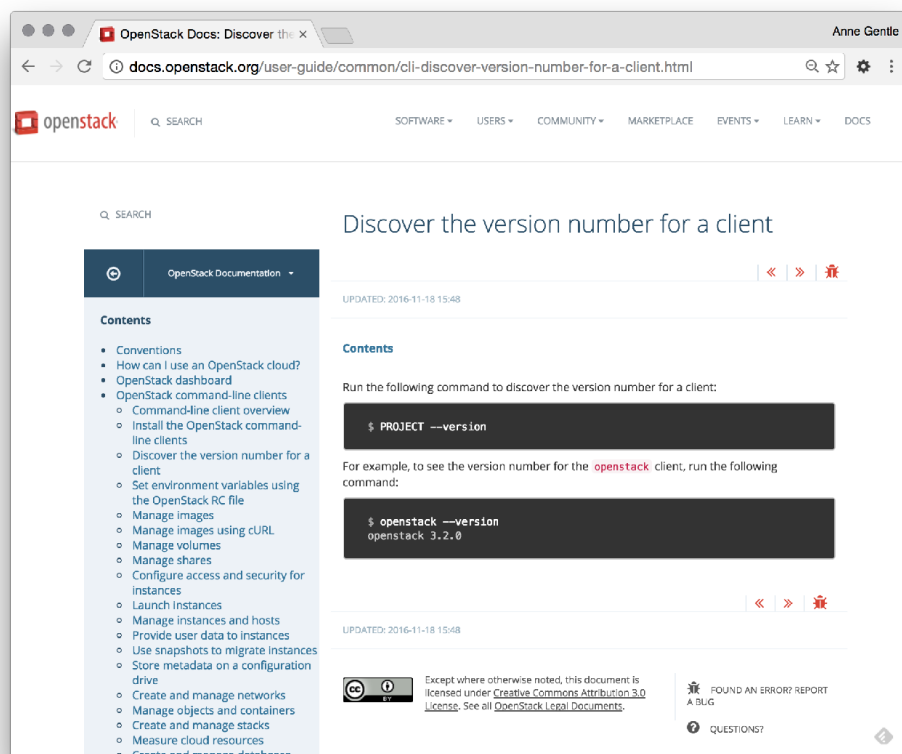 OpenStack Docs: Discover the
Anne Gentle
docs.openstack.org/user-guide/common/cli-discover-version-number-for-a-client.html
openstack
SEARCH
SOFTWARE
USERS
COMMUNITY
MARKETPLACE
EVENTS
LEARN
DOCS
SEARCH
OpenStack Documentation
Contents
Conventions
How can I use an OpenStack cloud?
OpenStack dashboard
OpenStack command-line clients
Command-line client overview
Install the OpenStack command-
line clients
Discover the version number for a
client
Set environment variables using
the OpenStack RC file
Manage images
Manage images using cURL
Manage volumes
Manage shares
Configure access and security for
instances
Launch instances
Manage instances and hosts
Provide user data to instances
Use snapshots to migrate instances
Store metadata on a configuration
drive
Create and manage networks
Manage objects and containers
Create and manage stacks
Measure cloud resources
Create and manage databases
Discover the version number for a client
UPDATED: 2016-11-18 15:48
Contents
Run the following command to discover the version number for a client:
$ PROJECT --version
For example, to see the version number for the openstack client, run the following
command:
$ openstack --version
openstack 3.2.0
UPDATED: 2016-11-18 15:48
cc
BY
Except where otherwise noted, this document is
licensed under Creative Commons Attribution 3.0
License. See all OpenStack Legal Documents.
FOUND AN ERROR? REPORT
A BUG
QUESTIONS?